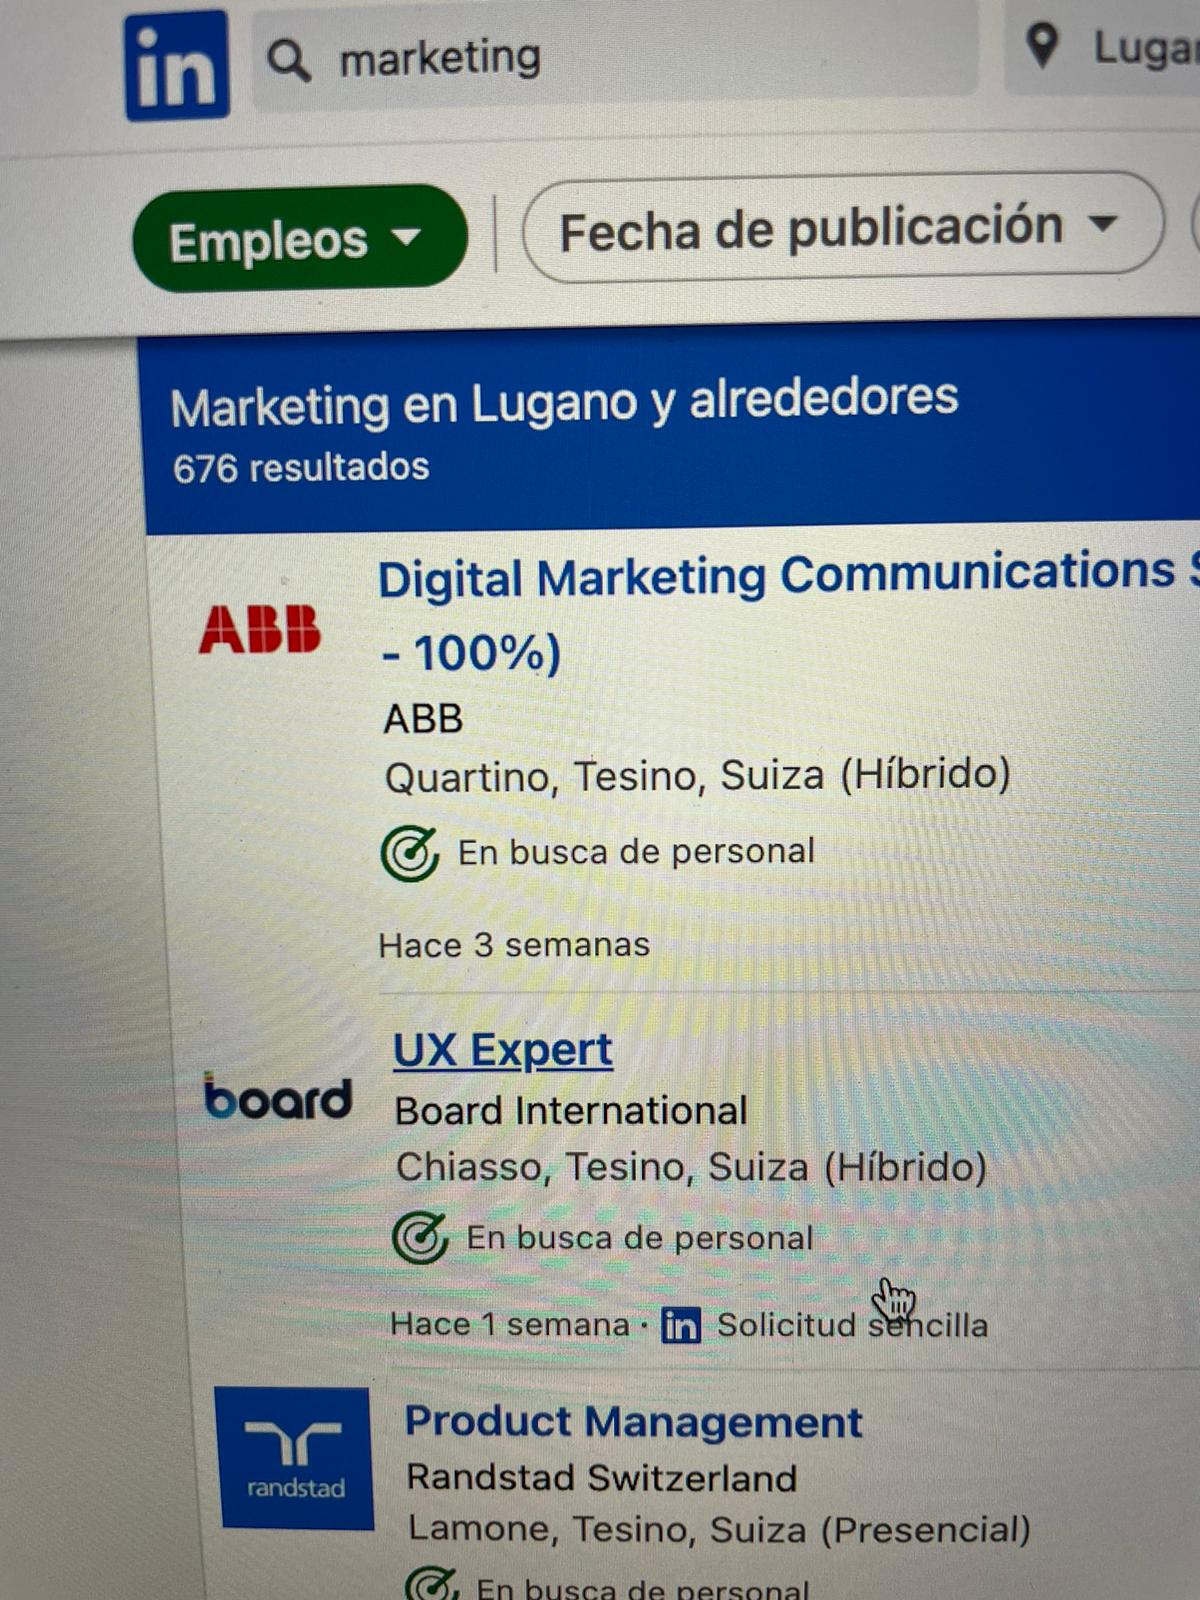 in marketing Lugan
Empleos Fecha de publicación
Marketing en Lugano y alrededores
676 resultados
Digital Marketing Communications S
ABB
- 100%)
ABB
Quartino, Tesino, Suiza (Híbrido)
En busca de personal
Hace 3 semanas
UX Expert
board
Board International
Chiasso, Tesino, Suiza (Híbrido)
En busca de personal
Hace 1 semana · in Solicitud sencilla
Product Management
randstad
Randstad Switzerland
Lamone, Tesino, Suiza (Presencial)
En busca de personal